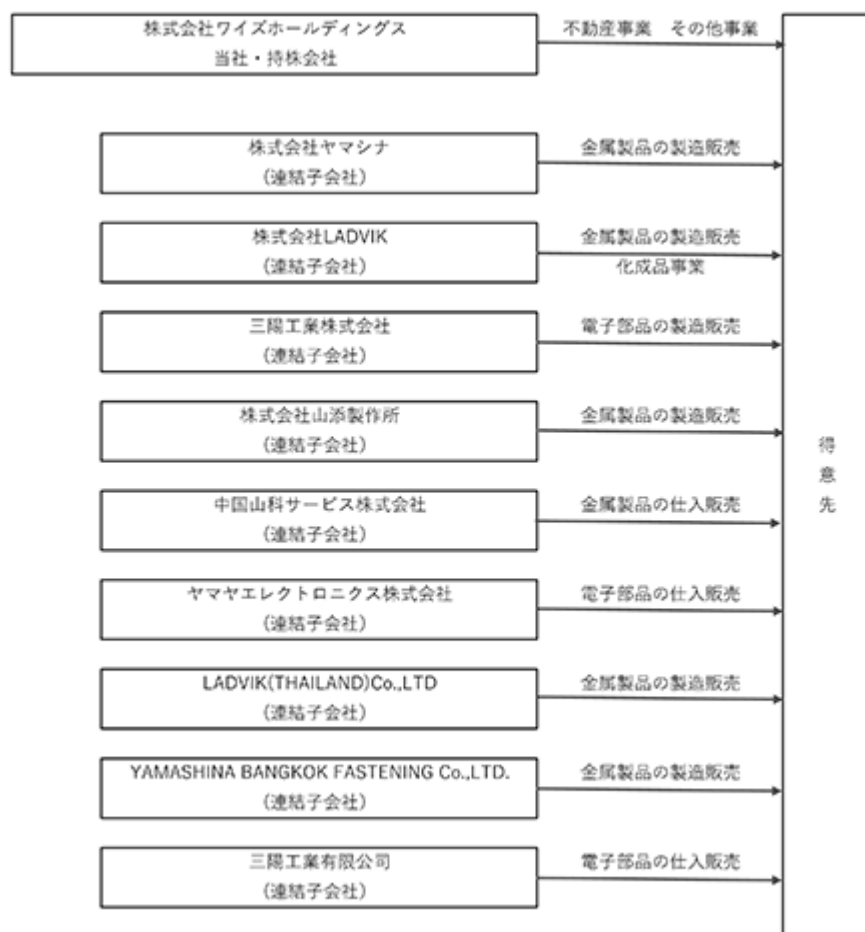 株式会社ワイズホールディングス
当社・持株会社
不動産事業　その他事業
株式会社ヤマシナ
(連結子会社)
金属製品の製造販売
株式会社LADVIK
(連結子会社)
金属製品の製造販売
化成品事業
三陽工業株式会社
(連結子会社)
電子部品の製造販売
株式会社山添製作所
(連結子会社)
金属製品の製造販売
中国山科サービス株式会社
(連結子会社)
金属製品の仕入販売
ヤマヤエレクトロニクス株式会社
(連結子会社)
電子部品の仕入販売
LADVIK(THAILAND)Co.,LTD
(連結子会社)
金属製品の製造販売
YAMASHINA BANGKOK FASTENING Co.,LTD.
(連結子会社)
金属製品の製造販売
三陽工業有限公司
(連結子会社)
電子部品の仕入販売
得意先